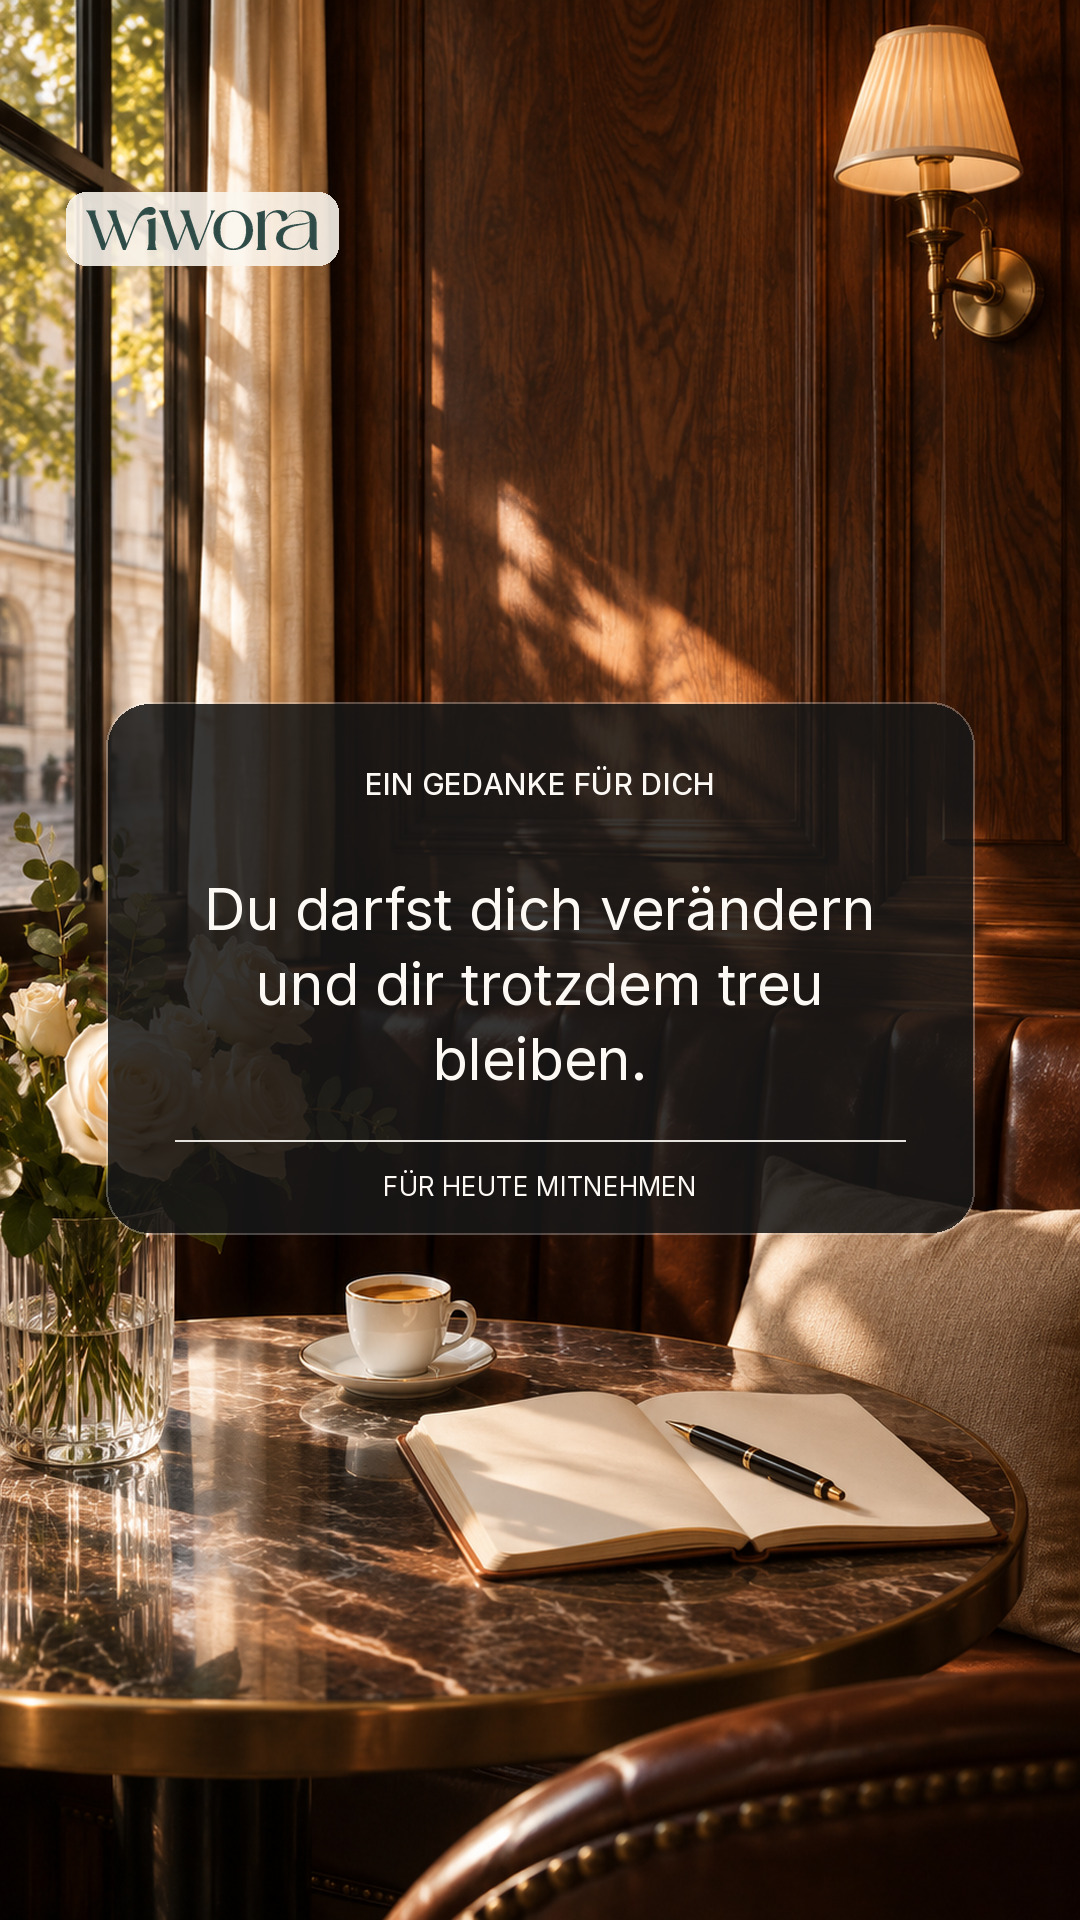 wiwora
EIN GEDANKE FÜR DICH
Du darfst dich verändern
und dir trotzdem treu
bleiben.
FÜR HEUTE MITNEHMEN